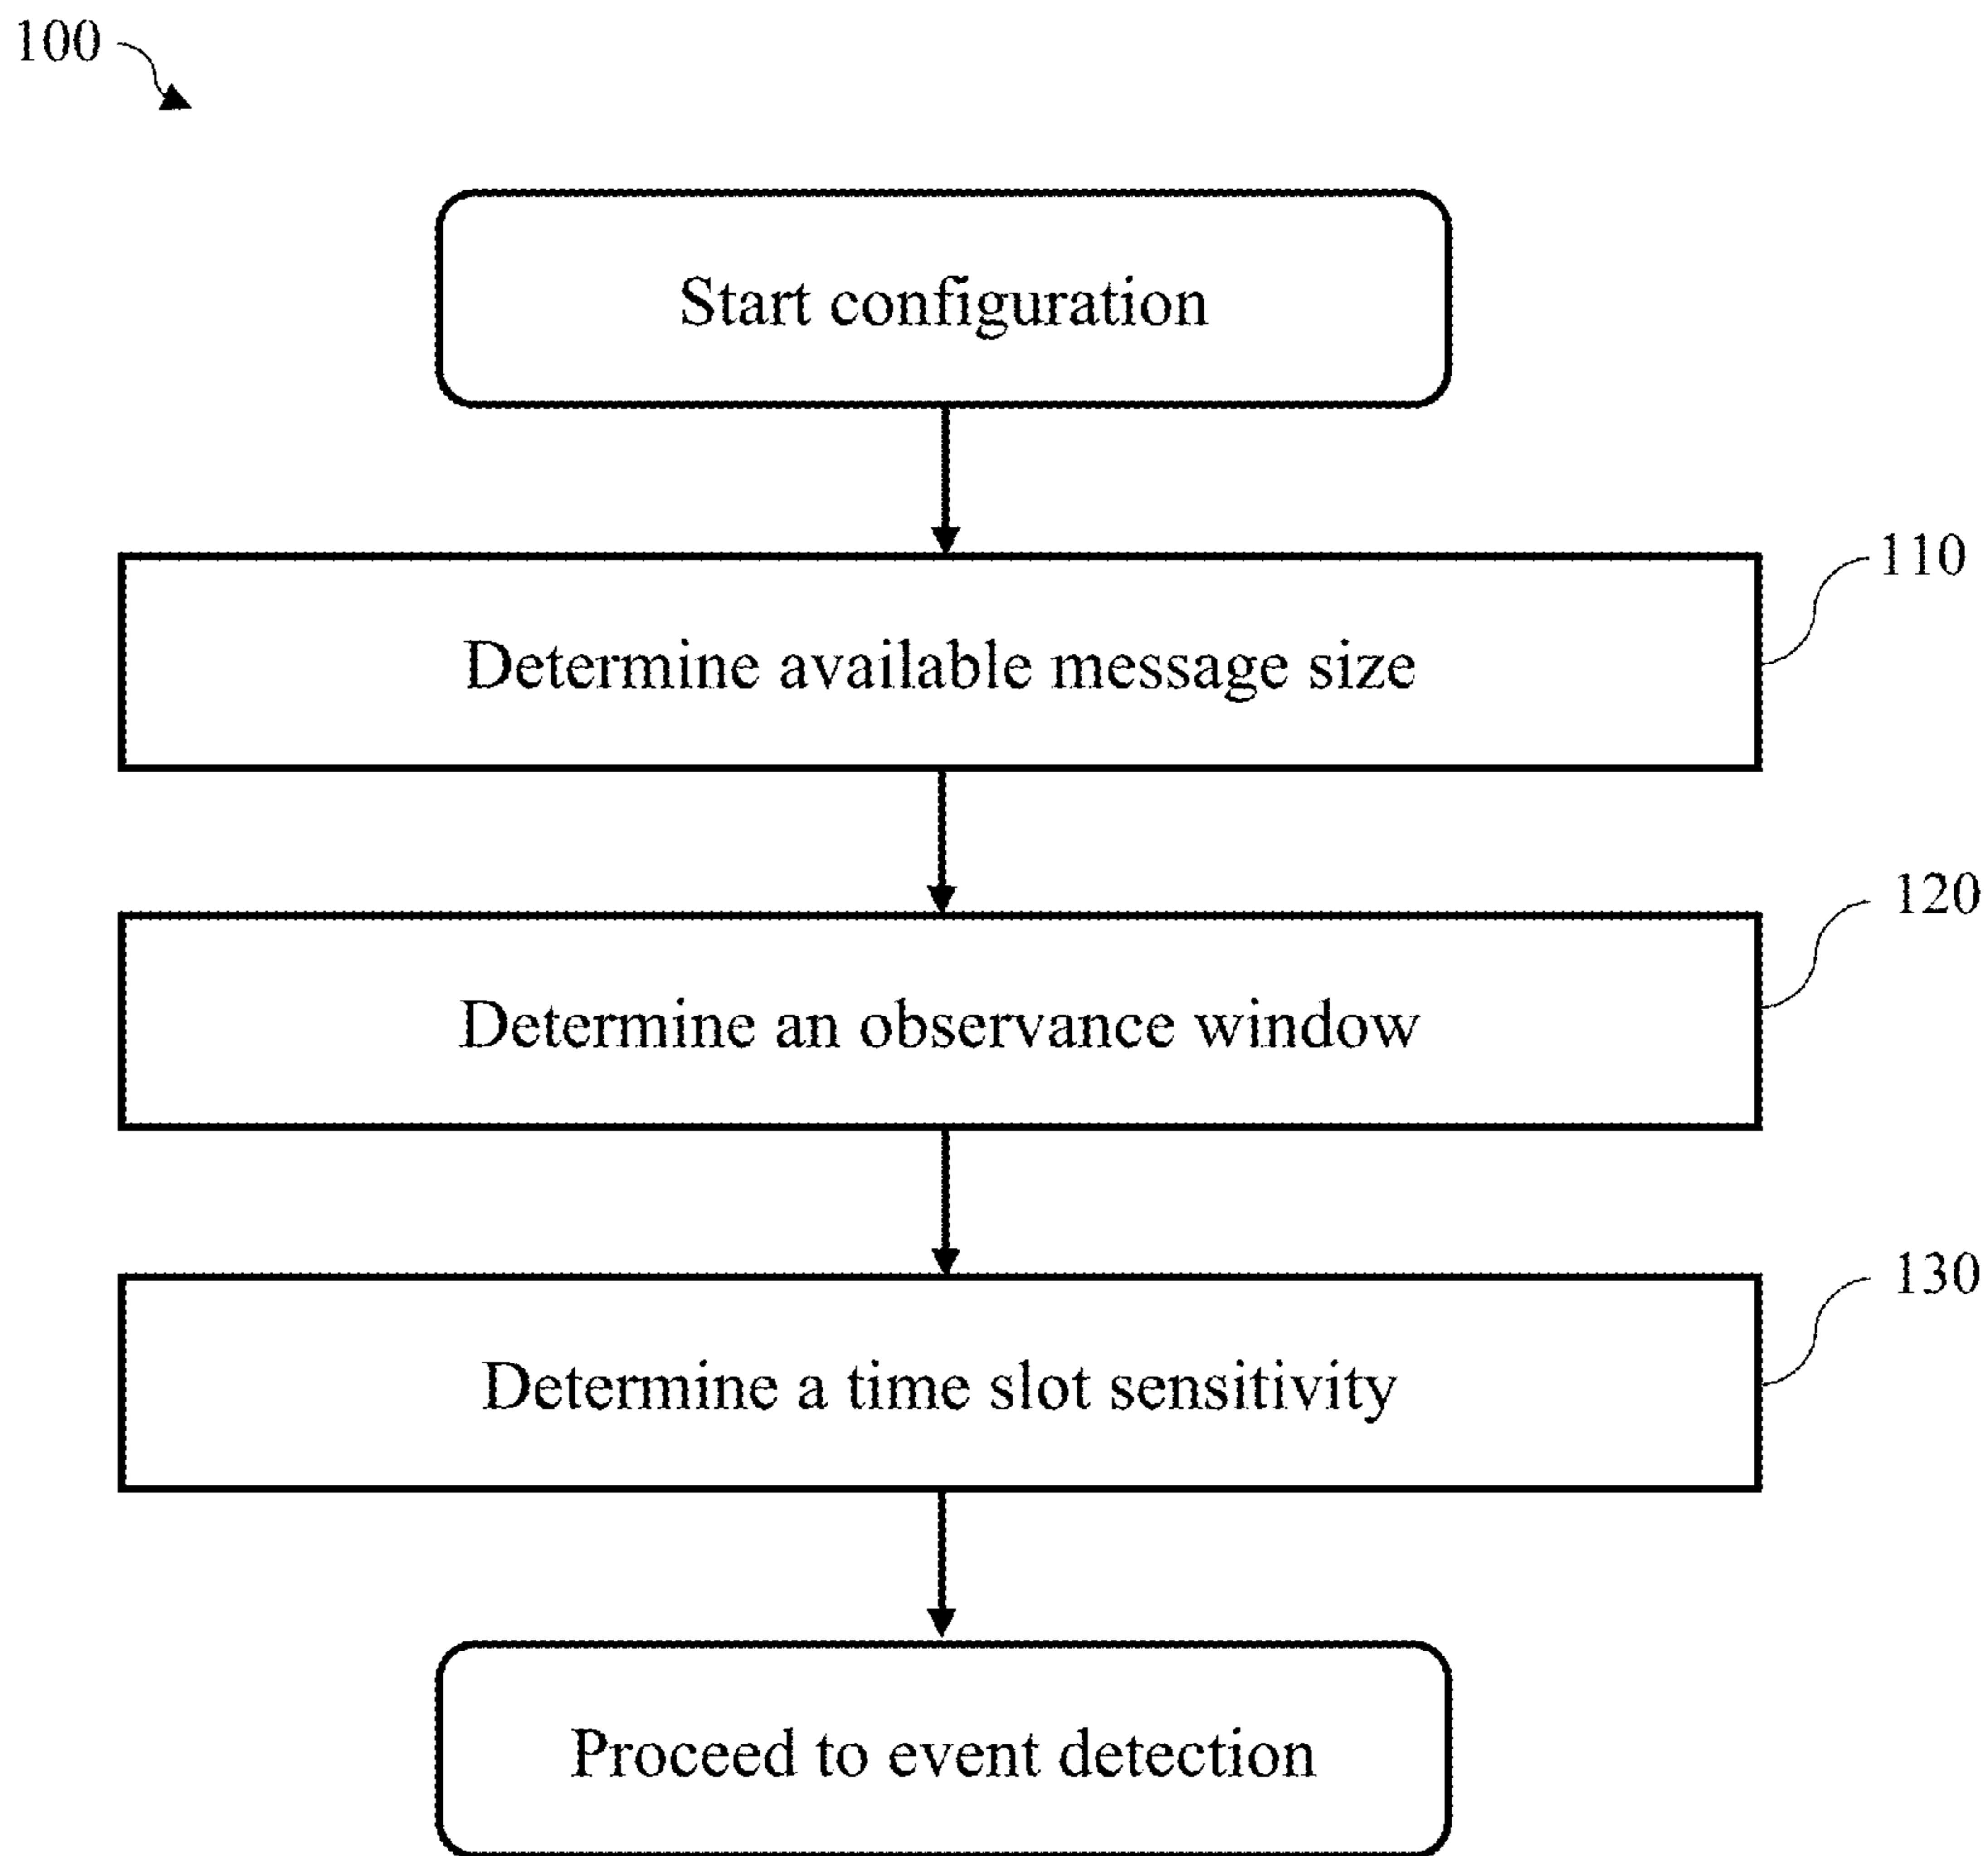 100
Start configuration
110
Determine available message size
120
Determine an observance window
130
Determine a time slot sensitivity
Proceed to event detection